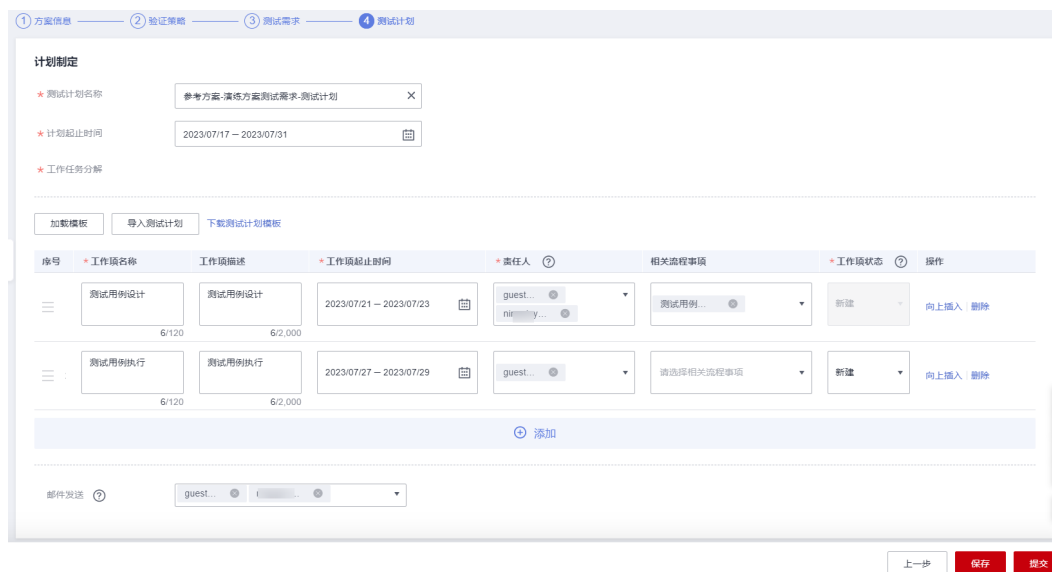 1 方案信息 2 验证策略 3 测试需求 4 测试计划
计划制定
* 测试计划名称 参考方案-演练方案测试需求-测试计划
* 计划起止时间 2023/07/17 — 2023/07/31
* 工作任务分解
加载模板 导入测试计划 下载测试计划模板
序号 * 工作项名称 工作项描述 * 工作项起止时间 * 责任人 ? 相关流程事项 * 工作项状态 ? 操作
测试用例设计 测试用例设计 2023/07/21 — 2023/07/23 guest... 测试用例... 新建 向上插入 删除
6/120 6/2,000
测试用例执行 测试用例执行 2023/07/27 — 2023/07/29 guest... 请选择相关流程事项 新建 向上插入 删除
6/120 6/2,000
添加
邮件发送 ? guest...
上一步 保存 提交